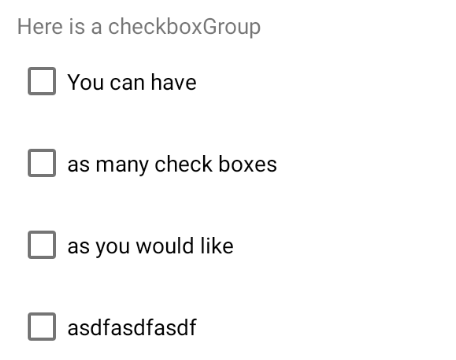 Here is a checkboxGroup
You can have
as many check boxes
as you would like
asdfasdfasdf